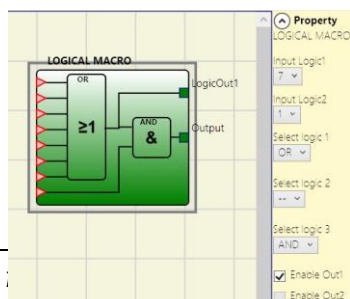 LOGICAL MACRO
OR
≥1
AND
&
LogicOut1
Output
Property
LOGICAL MACRO
Input Logic1
7
Input Logic2
1
Select logic 1
OR
Select logic 2
--
Select logic 3
AND
Enable Out1
Enable Out2